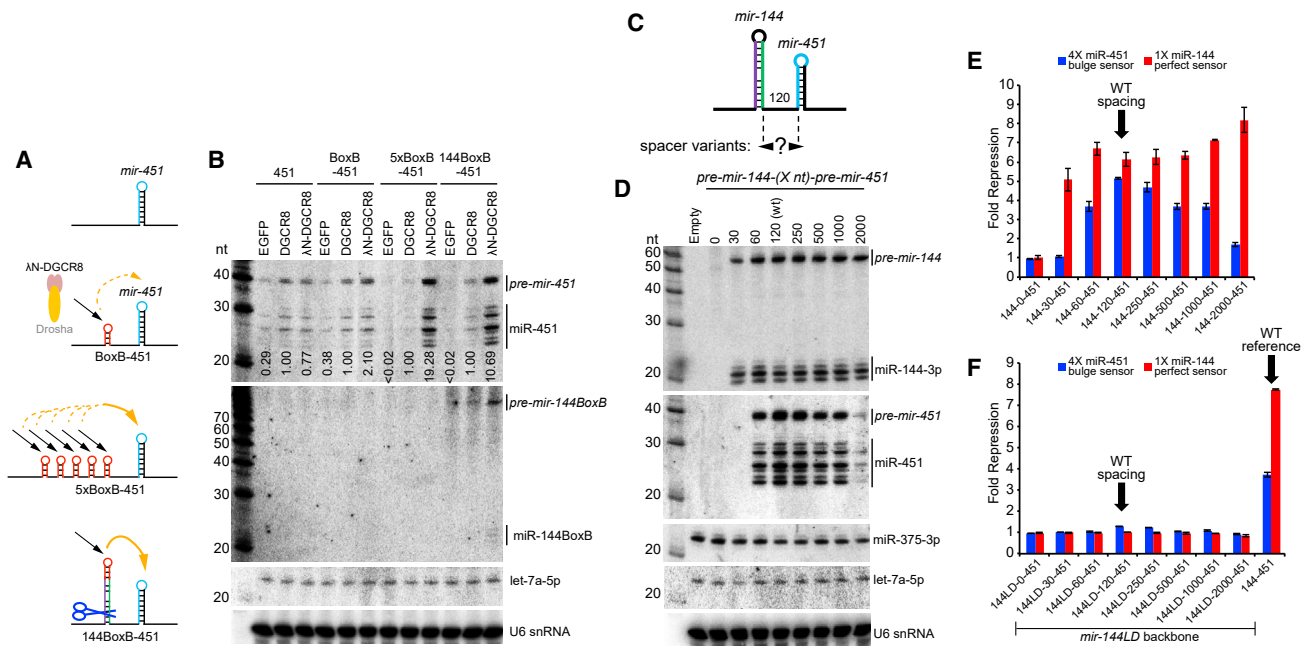 A
mir-451
λN-DGCR8
Drosha
mir-451
BoxB-451
5xBoxB-451
144BoxB-451
B
451
BoxB
-451
5xBoxB
-451
144BoxB
-451
nt
EGFP
DGCR8
λN-DGCR8
EGFP
DGCR8
λN-DGCR8
EGFP
DGCR8
λN-DGCR8
EGFP
DGCR8
λN-DGCR8
40
30
20
pre-mir-451
miR-451
0.29
1.00
0.77
0.38
1.00
2.10
<0.02
1.00
19.28
<0.02
1.00
10.69
70
60
50
40
30
20
pre-mir-144BoxB
miR-144BoxB
20
let-7a-5p
U6 snRNA
C
mir-144
mir-451
120
spacer variants:
?
D
pre-mir-144-(X nt)-pre-mir-451
nt
Empty
0
30
60
120 (wt)
250
500
1000
2000
60
50
40
30
20
pre-mir-144
miR-144-3p
40
30
20
pre-mir-451
miR-451
20
miR-375-3p
20
let-7a-5p
U6 snRNA
E
4X miR-451
bulge sensor
1X miR-144
perfect sensor
WT
spacing
Fold Repression
10
9
8
7
6
5
4
3
2
1
0
144-0-451
144-30-451
144-60-451
144-120-451
144-250-451
144-500-451
144-1000-451
144-2000-451
F
4X miR-451
bulge sensor
1X miR-144
perfect sensor
WT
reference
WT
spacing
Fold Repression
9
8
7
6
5
4
3
2
1
0
144LD-0-451
144LD-30-451
144LD-60-451
144LD-120-451
144LD-250-451
144LD-500-451
144LD-1000-451
144LD-2000-451
144-451
mir-144LD backbone